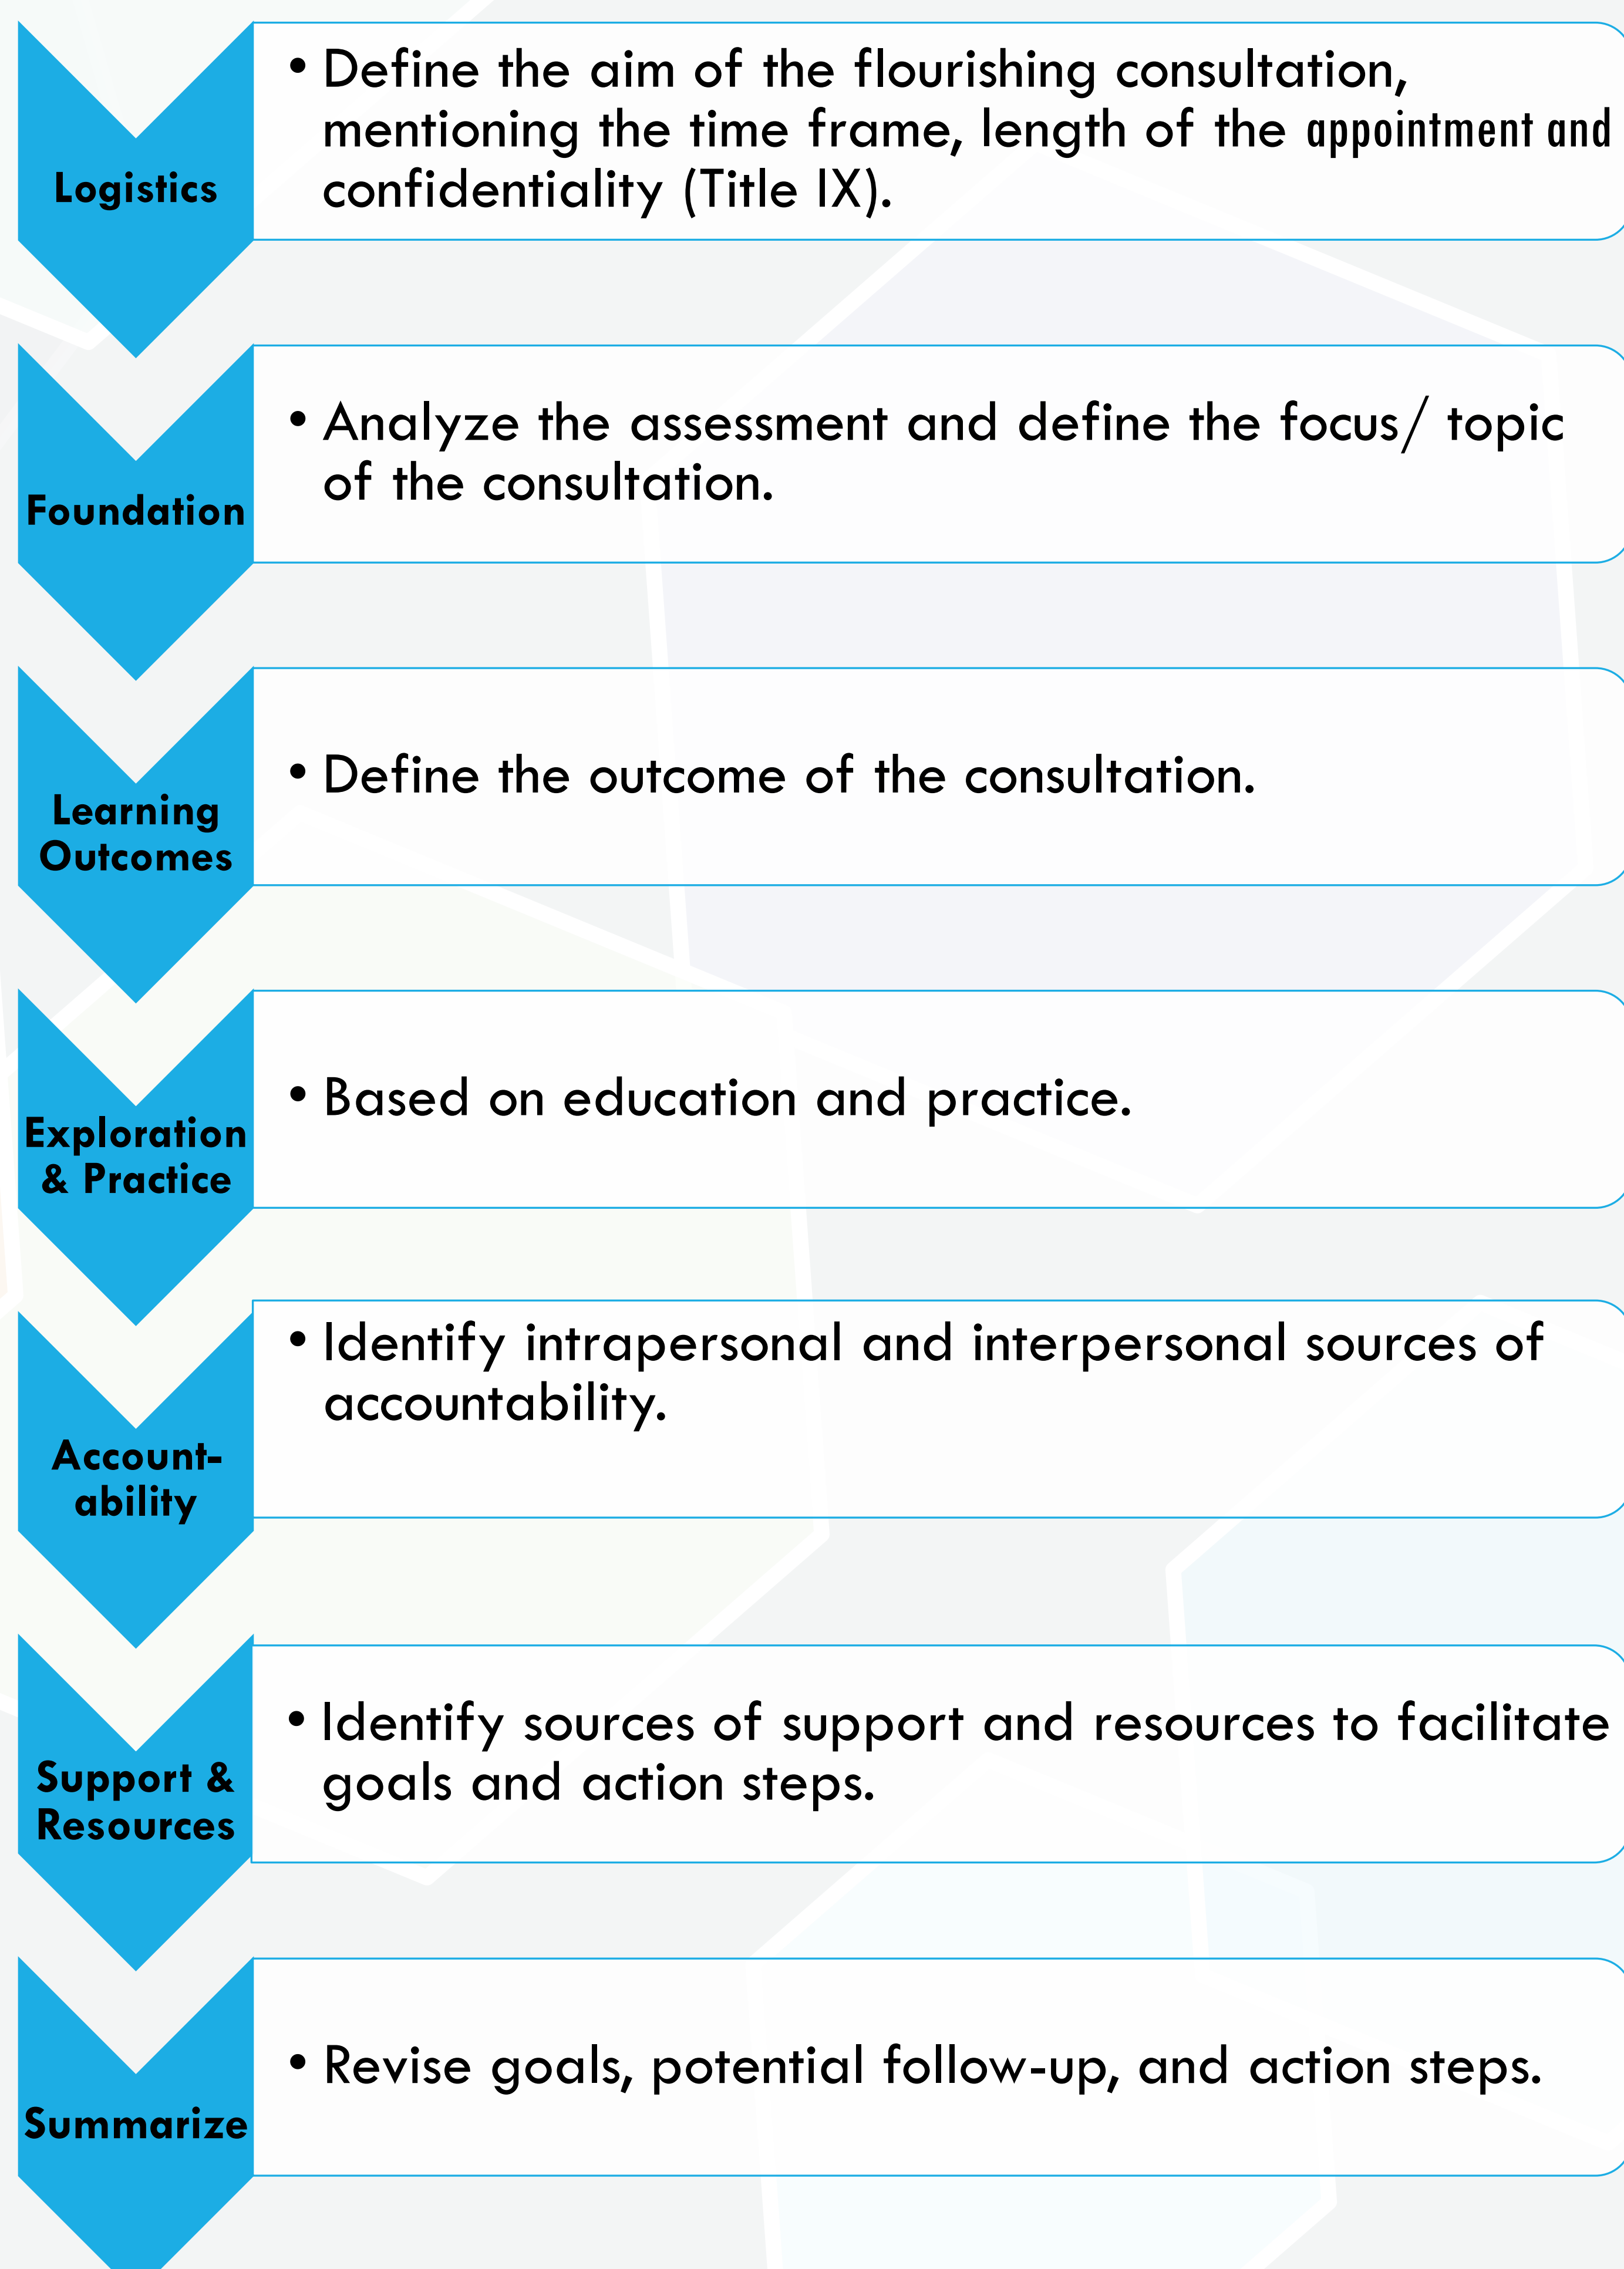 Logistics
• Define the aim of the flourishing consultation,
mentioning the time frame, length of the appointment and
confidentiality (Title IX).
Foundation
• Analyze the assessment and define the focus/ topic
of the consultation.
Learning
Outcomes
• Define the outcome of the consultation.
Exploration
& Practice
• Based on education and practice.
Account-
ability
• Identify intrapersonal and interpersonal sources of
accountability.
Support &
Resources
• Identify sources of support and resources to facilitate
goals and action steps.
Summarize
• Revise goals, potential follow-up, and action steps.